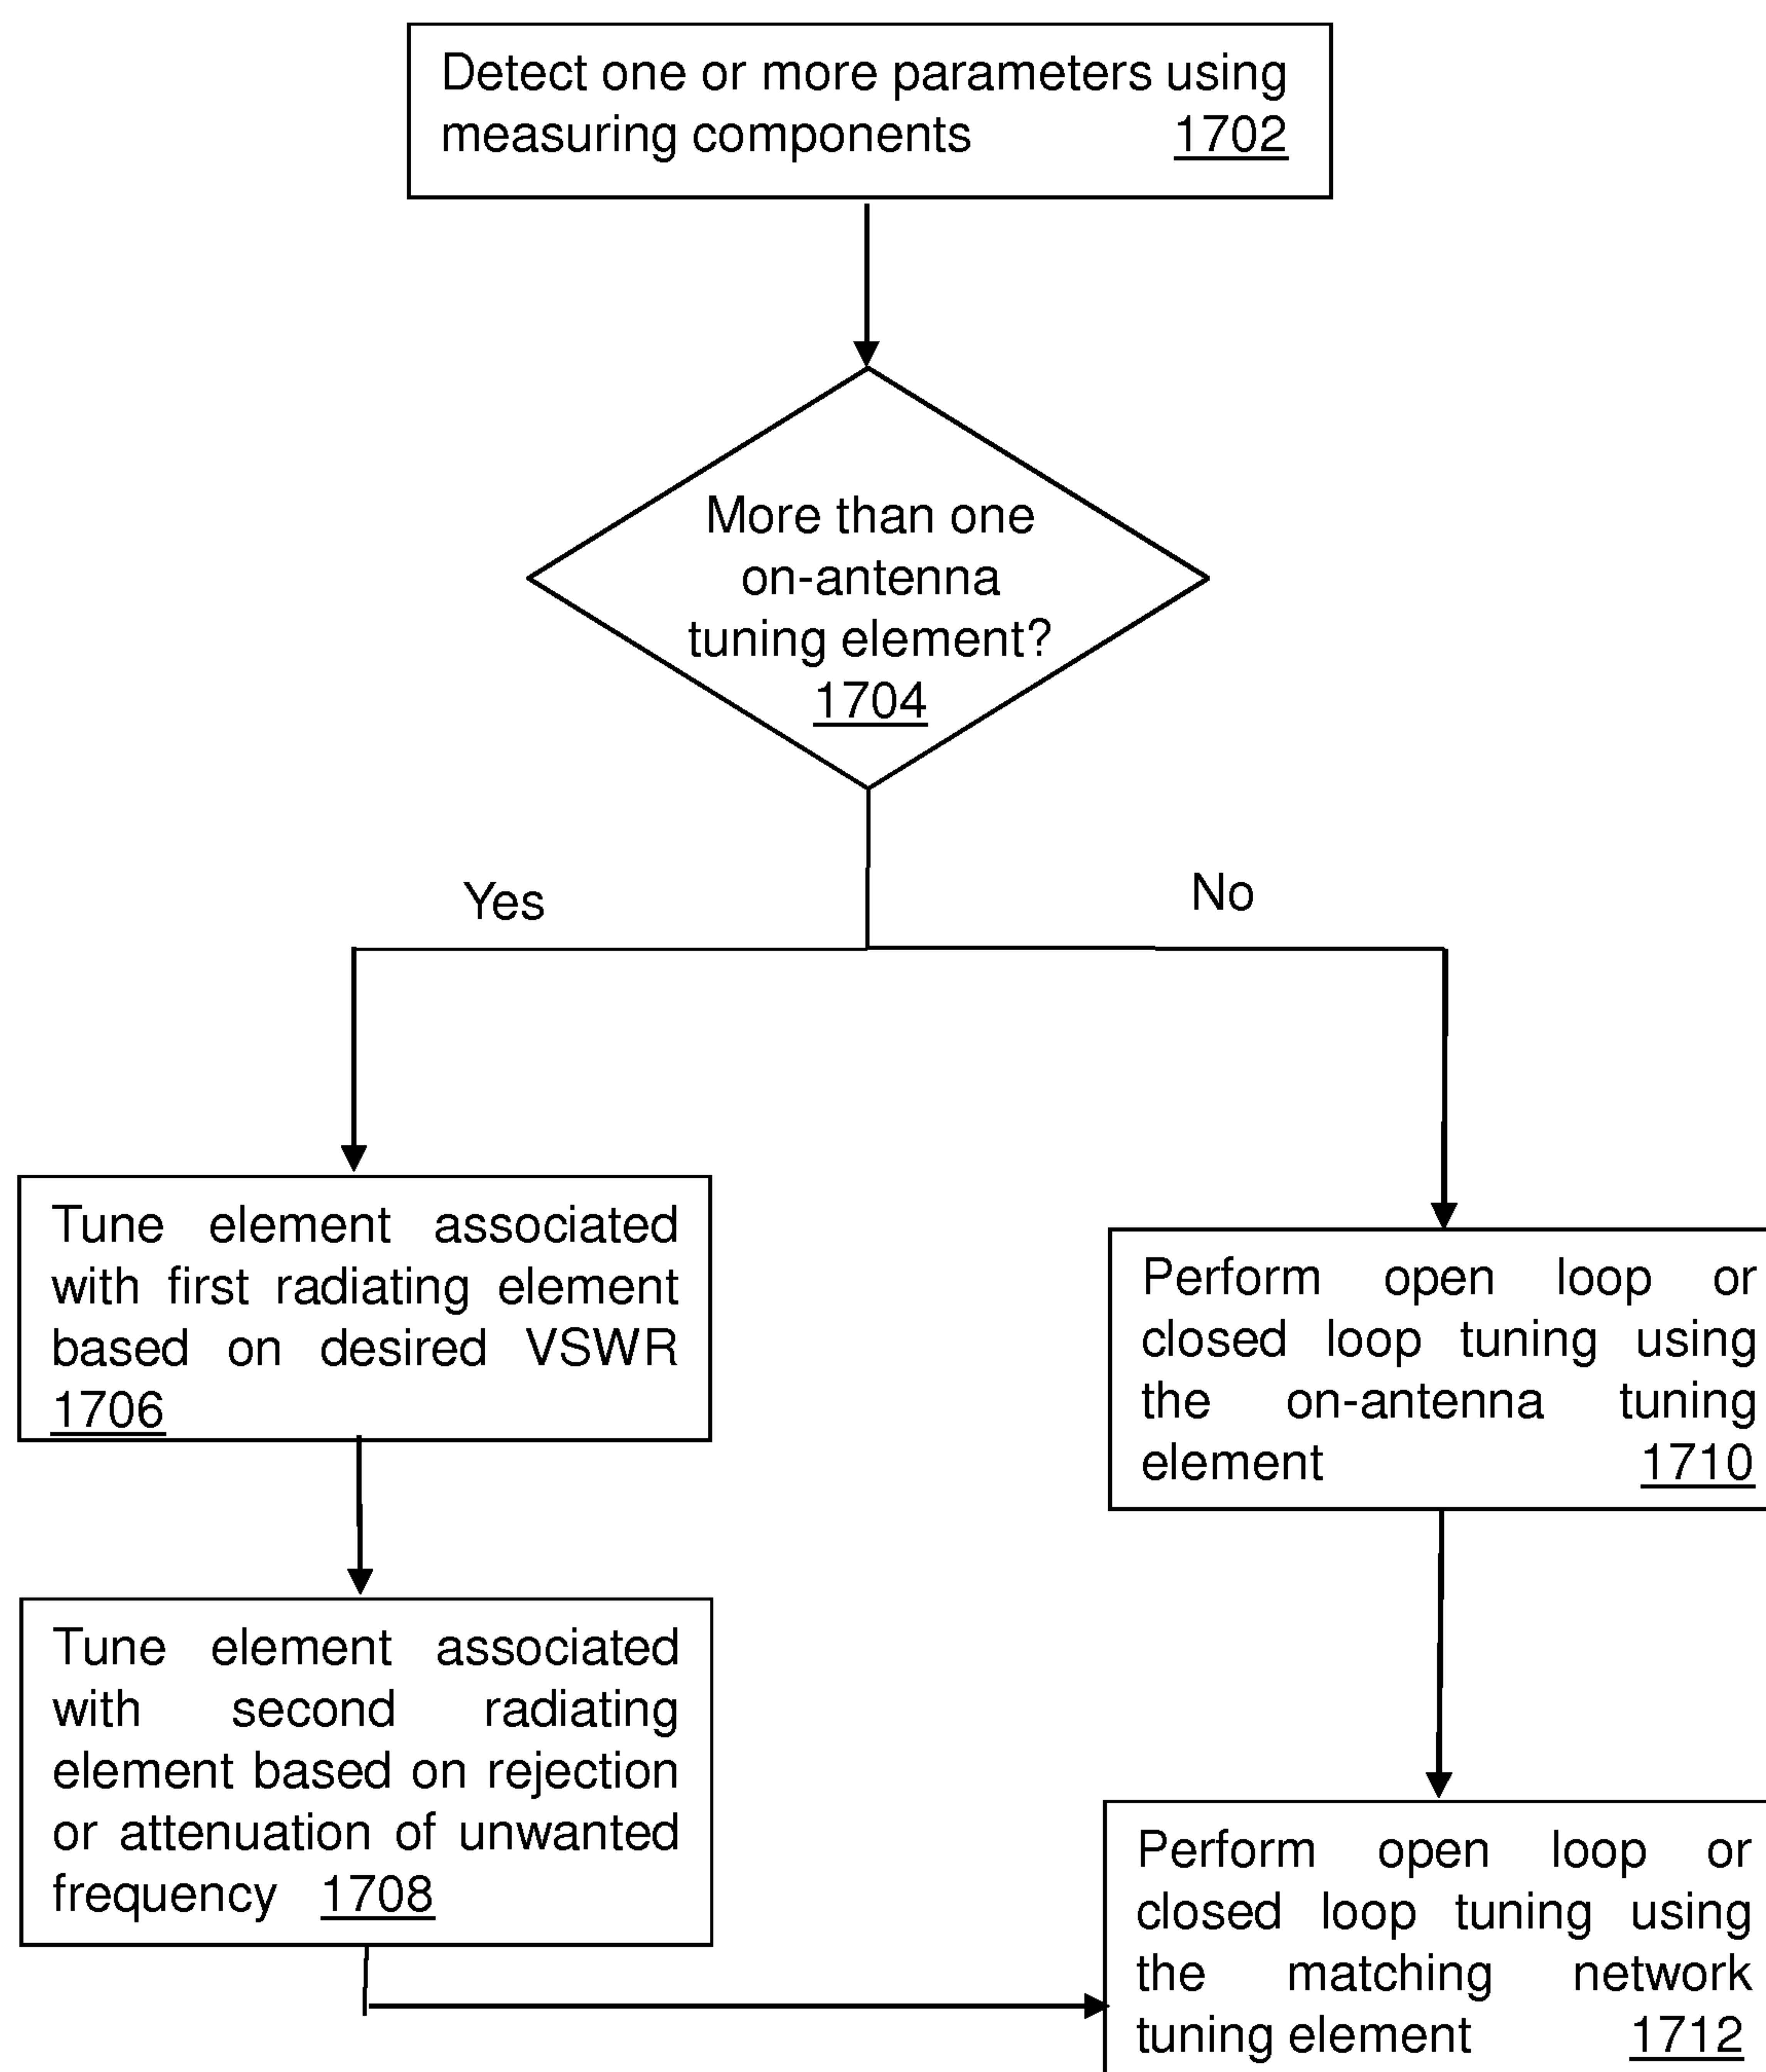 Detect one or more parameters using
measuring components 1702
More than one
on-antenna
tuning element?
1704
Yes
No
Tune element associated
with first radiating element
based on desired VSWR
1706
Perform open loop or
closed loop tuning using
the on-antenna tuning
element 1710
Tune element associated
with second radiating
element based on rejection
or attenuation of unwanted
frequency 1708
Perform open loop or
closed loop tuning using
the matching network
tuning element 1712